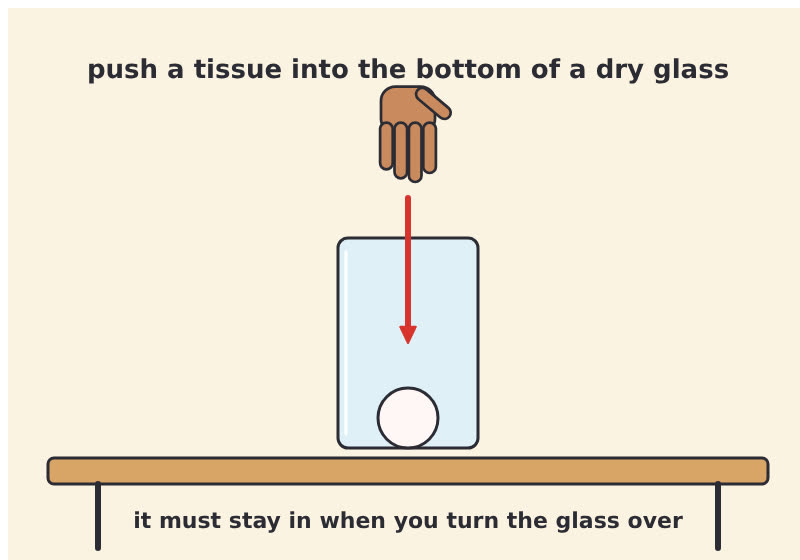 push a tissue into the bottom of a dry glass
it must stay in when you turn the glass over